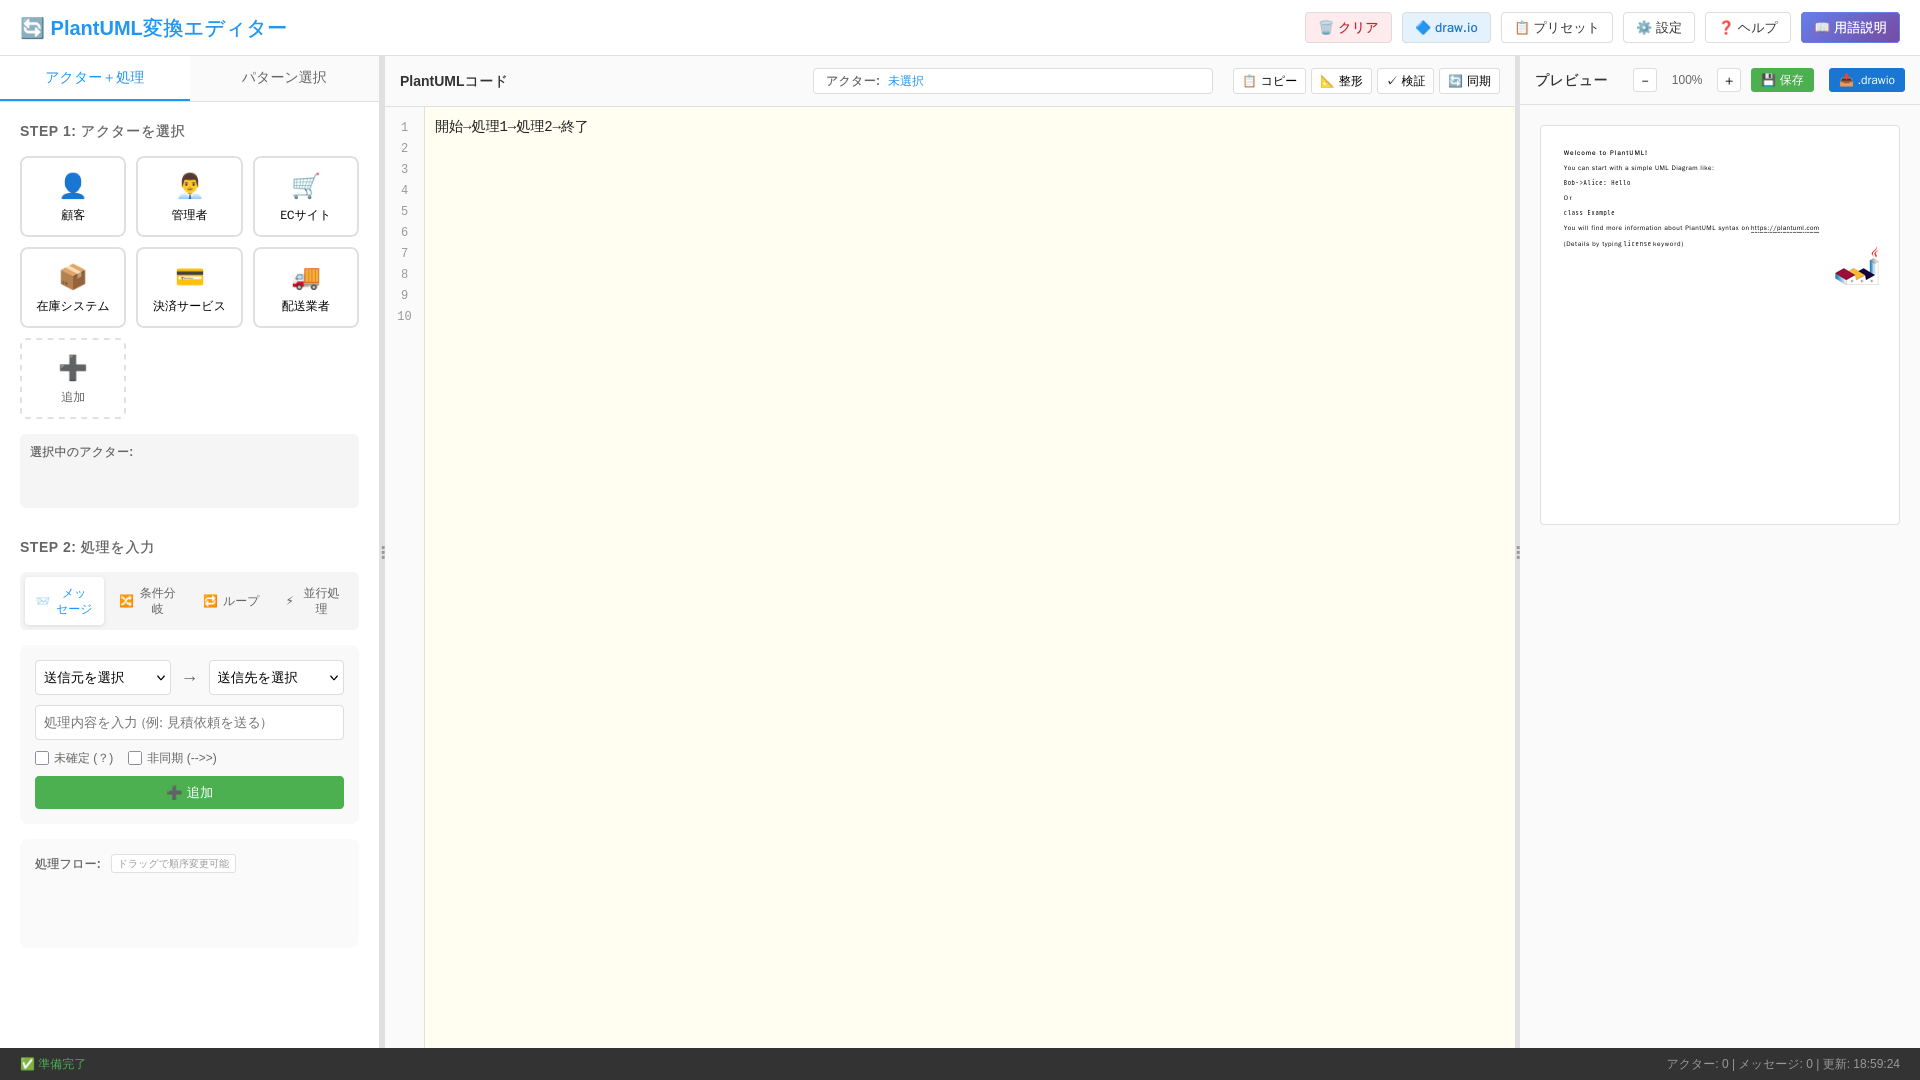 🔄 PlantUML変換エディター
🗑️ クリア
🔷 draw.io
📋 プリセット
⚙️ 設定
❓ ヘルプ
📖 用語説明
アクター＋処理
パターン選択
STEP 1: アクターを選択
👤 顧客
👨‍💼 管理者
🛒 ECサイト
📦 在庫システム
💳 決済サービス
🚚 配送業者
➕ 追加
選択中のアクター:
STEP 2: 処理を入力
📨 メッ
セージ
🔀 条件分
岐
🔁 ループ
⚡ 並行処
理
送信元を選択 → 送信先を選択
処理内容を入力 (例: 見積依頼を送る)
未確定 (？) 非同期 (-->>)
➕ 追加
処理フロー: ドラッグで順序変更可能
PlantUMLコード
アクター: 未選択
📋 コピー
📐 整形
✓ 検証
🔄 同期
1
2
3
4
5
6
7
8
9
10
開始→処理1→処理2→終了
プレビュー
− 100% +
💾 保存
📥 .drawio
Welcome to PlantUML!
You can start with a simple UML Diagram like:
Bob->Alice: Hello
Or
class Example
You will find more information about PlantUML syntax on https://plantuml.com
(Details by typing license keyword)
✅ 準備完了
アクター: 0 | メッセージ: 0 | 更新: 18:59:24